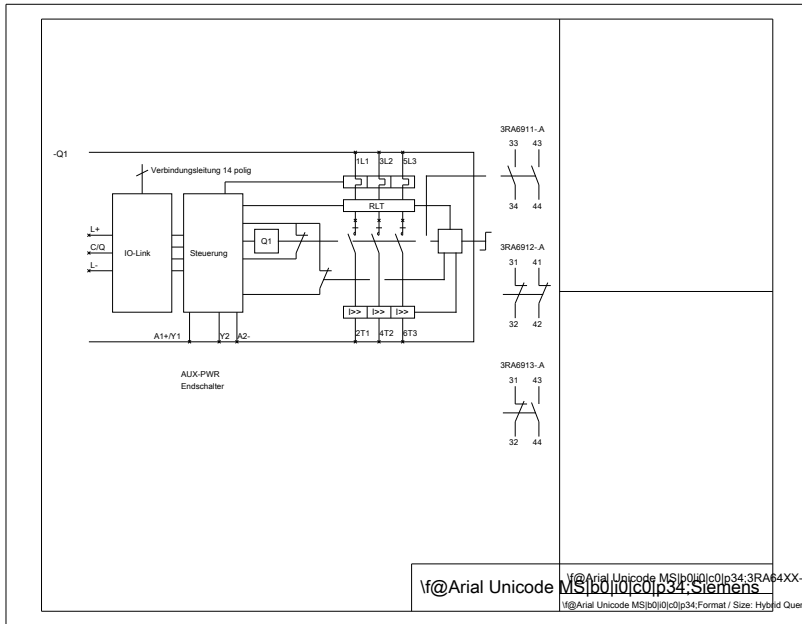 3RA6911-.A
33 43
-Q1
1L1 3L2 5L3
Verbindungsleitung 14 polig
34 44
RLT
L+
C/Q
L-
IO-Link
Steuerung
Q1
3RA6912-.A
31 41
I>> I>> I>>
32 42
A1+/Y1 Y2 A2-
2T1 4T2 6T3
3RA6913-.A
AUX-PWR
Endschalter
31 43
32 44
\f@Arial Unicode MS|b0|i0|c0|p34;Siemens
\f@Arial Unicode MS|b0|i0|c0|p34;3RA64XX-
\f@Arial Unicode MS|b0|i0|c0|p34;Format / Size: Hybrid Quer